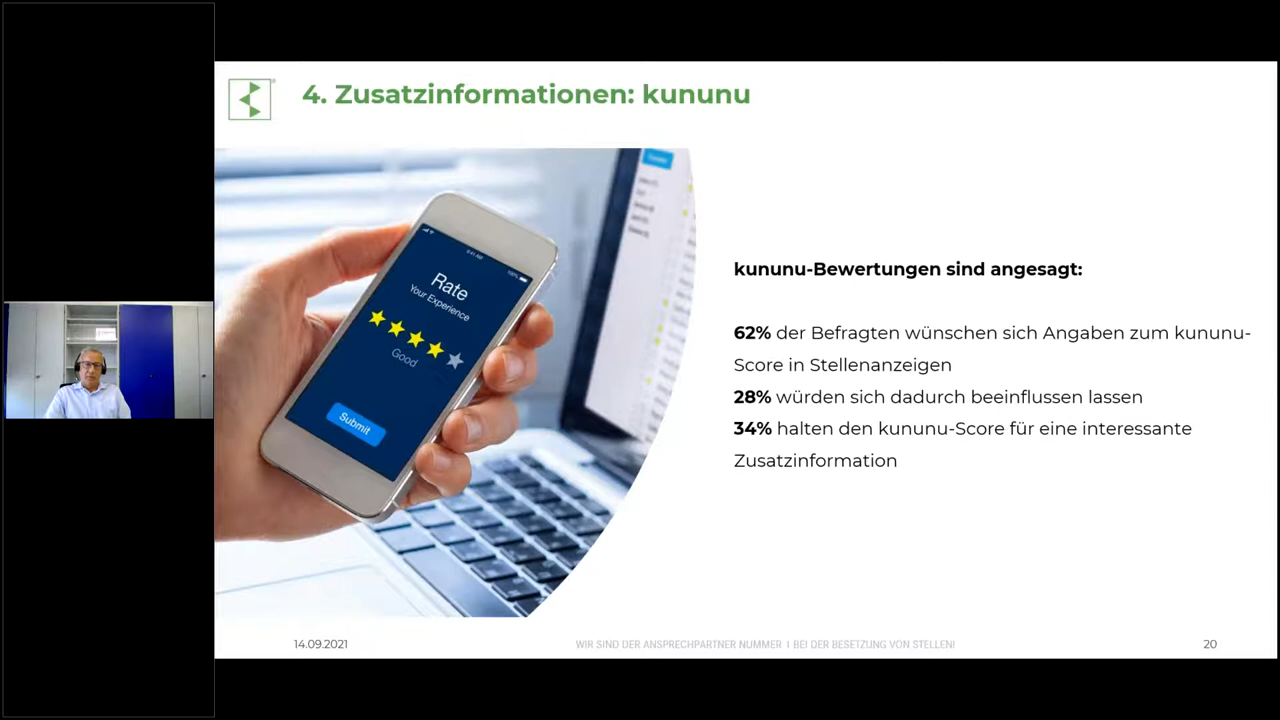 4. Zusatzinformationen: kununu
Rate
Your Experience
Good
Submit
kununu-Bewertungen sind angesagt:
62% der Befragten wünschen sich Angaben zum kununu-
Score in Stellenanzeigen
28% würden sich dadurch beeinflussen lassen
34% halten den kununu-Score für eine interessante
Zusatzinformation
14.09.2021
WIR SIND DER ANSPRECHPARTNER NUMMER 1 BEI DER BESETZUNG VON STELLEN!
20